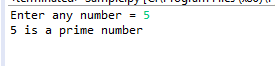 Enter any number = 5
5 is a prime number